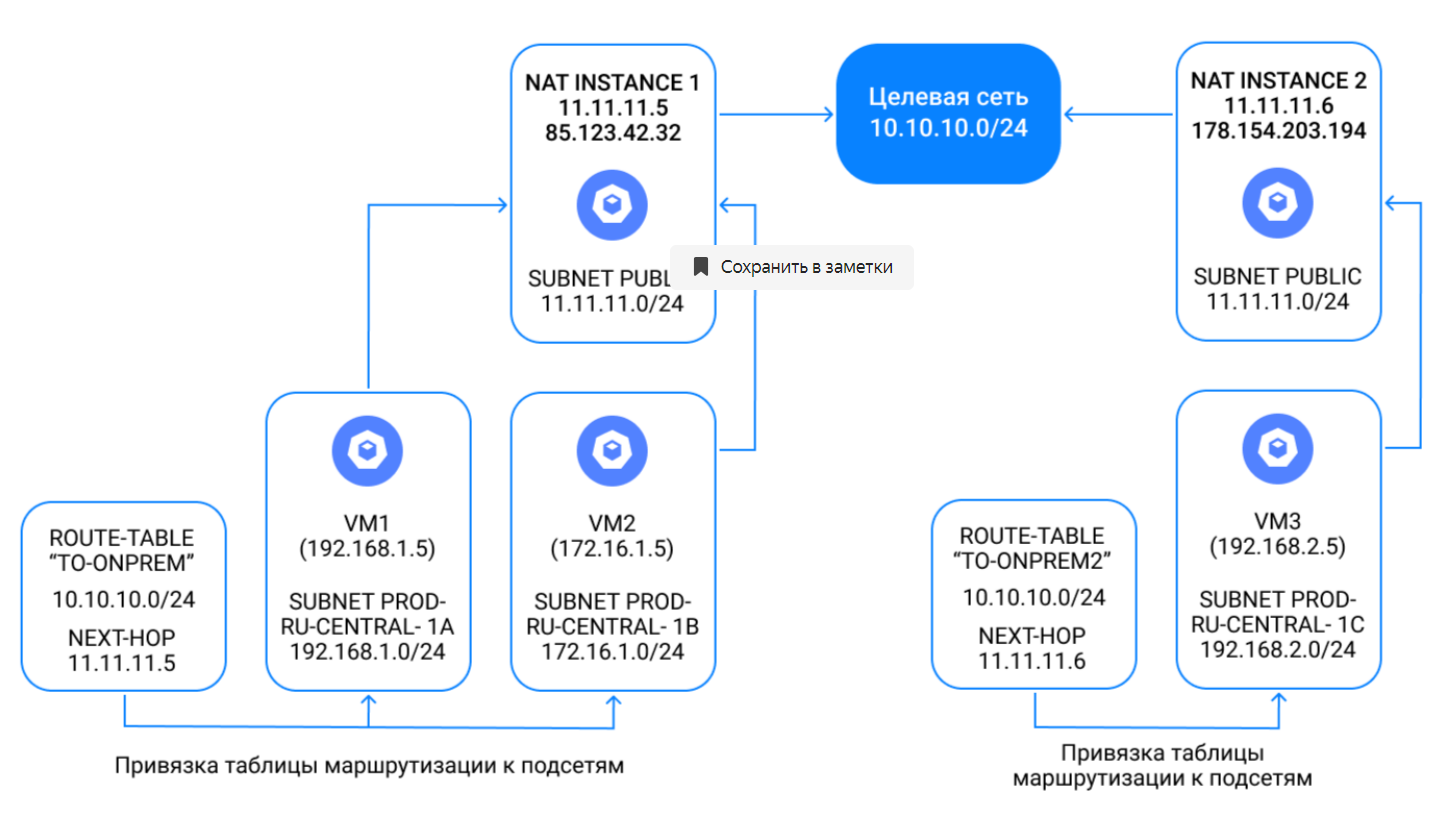 NAT INSTANCE 1
11.11.11.5
85.123.42.32
SUBNET
11.11.11.0/24
Целевая сеть
10.10.10.0/24
NAT INSTANCE 2
11.11.11.6
178.154.203.194
SUBNET PUBLIC
11.11.11.0/24
Сохранить в заметки
ROUTE-TABLE
“TO-ONPREM”
10.10.10.0/24
NEXT-HOP
11.11.11.5
VM1
(192.168.1.5)
SUBNET PROD-
RU-CENTRAL- 1A
192.168.1.0/24
VM2
(172.16.1.5)
SUBNET PROD-
RU-CENTRAL- 1B
172.16.1.0/24
Привязка таблицы маршрутизации к подсетям
ROUTE-TABLE
“TO-ONPREM2”
10.10.10.0/24
NEXT-HOP
11.11.11.6
VM3
(192.168.2.5)
SUBNET PROD-
RU-CENTRAL- 1C
192.168.2.0/24
Привязка таблицы
маршрутизации к подсетям